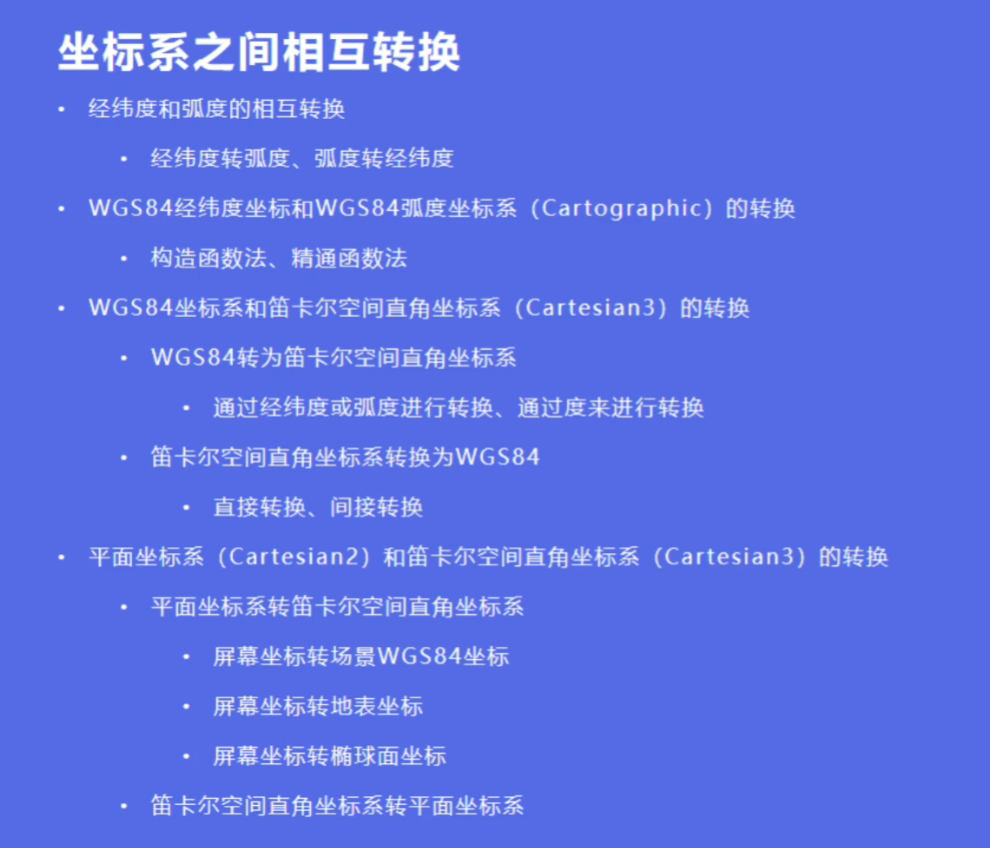 坐标系之间相互转换
• 经纬度和弧度的相互转换
• 经纬度转弧度、弧度转经纬度
• WGS84经纬度坐标和WGS84弧度坐标系（Cartographic）的转换
• 构造函数法、精通函数法
• WGS84坐标系和笛卡尔空间直角坐标系（Cartesian3）的转换
• WGS84转为笛卡尔空间直角坐标系
• 通过经纬度或弧度进行转换、通过度来进行转换
• 笛卡尔空间直角坐标系转换为WGS84
• 直接转换、间接转换
• 平面坐标系（Cartesian2）和笛卡尔空间直角坐标系（Cartesian3）的转换
• 平面坐标系转笛卡尔空间直角坐标系
• 屏幕坐标转场景WGS84坐标
• 屏幕坐标转地表坐标
• 屏幕坐标转椭球面坐标
• 笛卡尔空间直角坐标系转平面坐标系